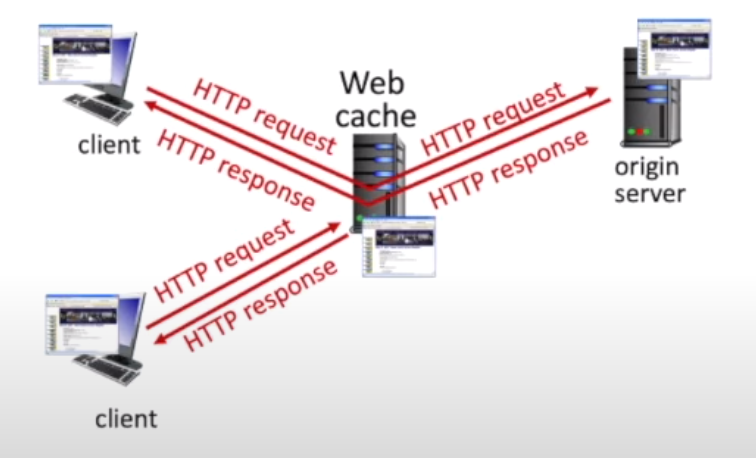 Web
cache
HTTP request
HTTP response
client
HTTP request
HTTP response
origin
server
HTTP request
HTTP response
client